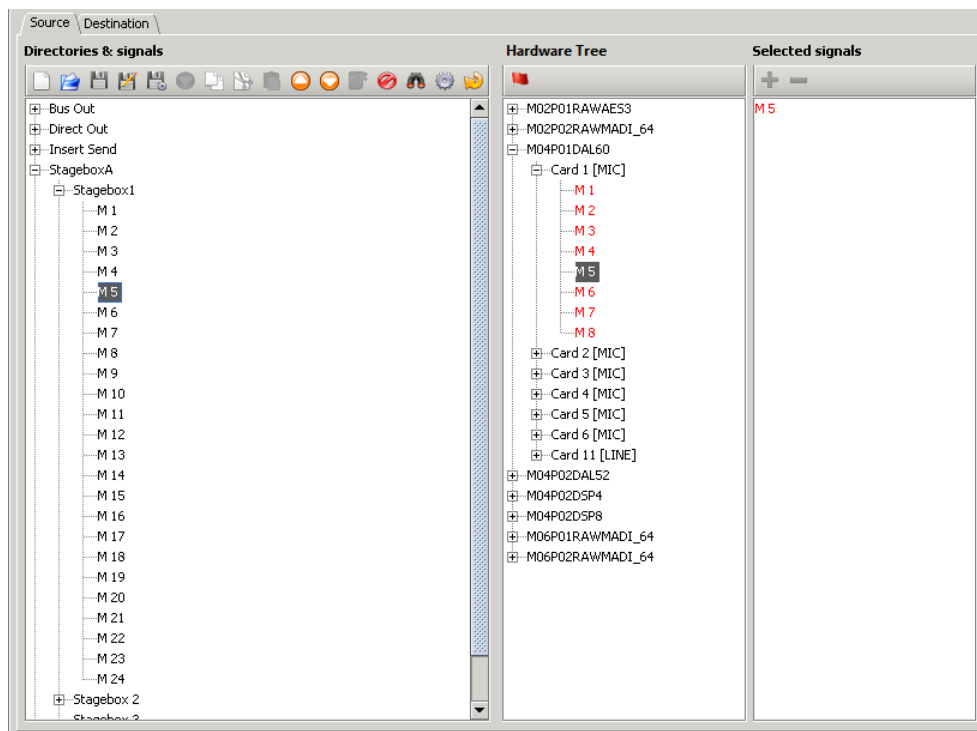 Source
Destination
Directories & signals
Hardware Tree
Selected signals
Bus Out
Direct Out
Insert Send
StageboxA
Stagebox1
M 1
M 2
M 3
M 4
M 5
M 6
M 7
M 8
M 9
M 10
M 11
M 12
M 13
M 14
M 15
M 16
M 17
M 18
M 19
M 20
M 21
M 22
M 23
M 24
Stagebox 2
Stagebox 3
M02P01RAWAES3
M02P02RAWMADI_64
M04P01DAL60
Card 1 [MIC]
M 1
M 2
M 3
M 4
M 5
M 6
M 7
M 8
Card 2 [MIC]
Card 3 [MIC]
Card 4 [MIC]
Card 5 [MIC]
Card 6 [MIC]
Card 11 [LINE]
M04P02DAL52
M04P02DSP4
M04P02DSP8
M06P01RAWMADI_64
M06P02RAWMADI_64
M 5